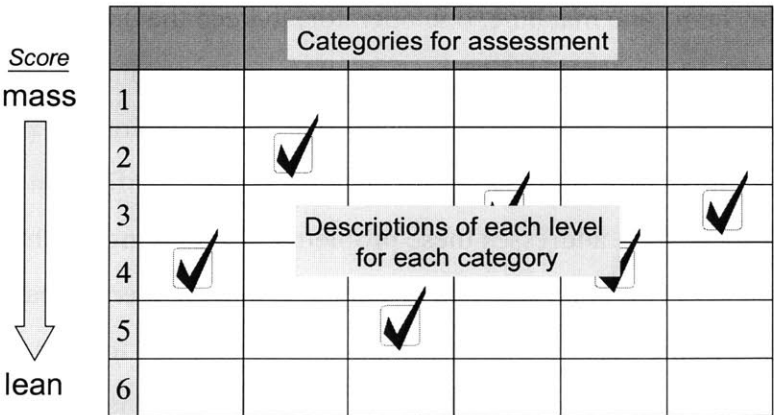 Categories for assessment
Score
mass
1
2
3
Descriptions of each level
for each category
4
5
lean
6